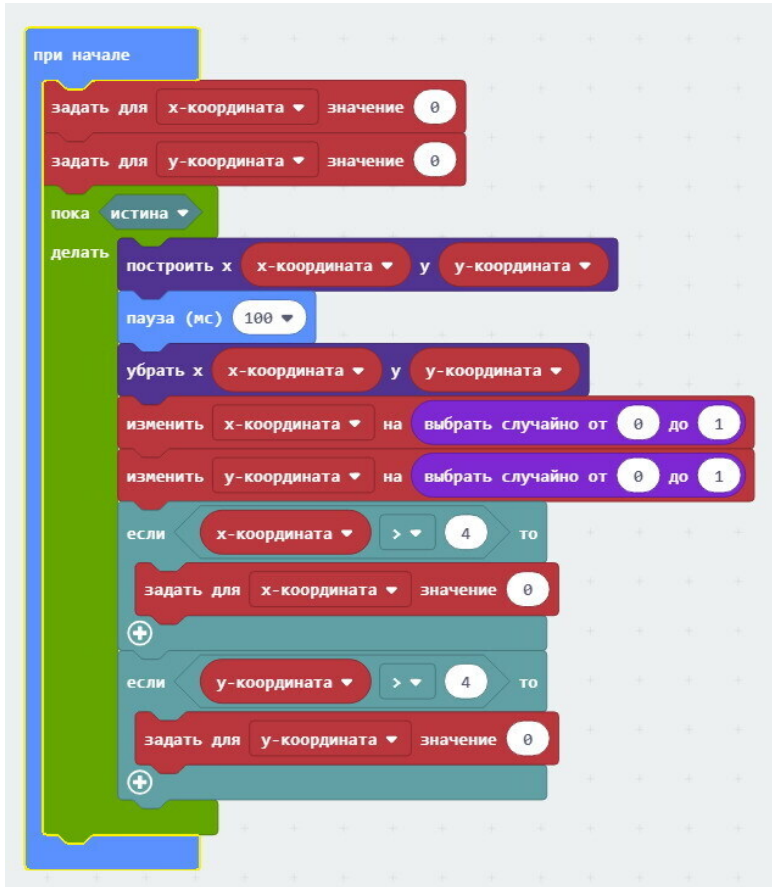 при начале
задать для x-координата значение 0
задать для y-координата значение 0
пока истина
делать
построить x x-координата y y-координата
пауза (мс) 100
убрать x x-координата y y-координата
изменить x-координата на выбрать случайно от 0 до 1
изменить y-координата на выбрать случайно от 0 до 1
если x-координата > 4 то
задать для x-координата значение 0
если y-координата > 4 то
задать для y-координата значение 0